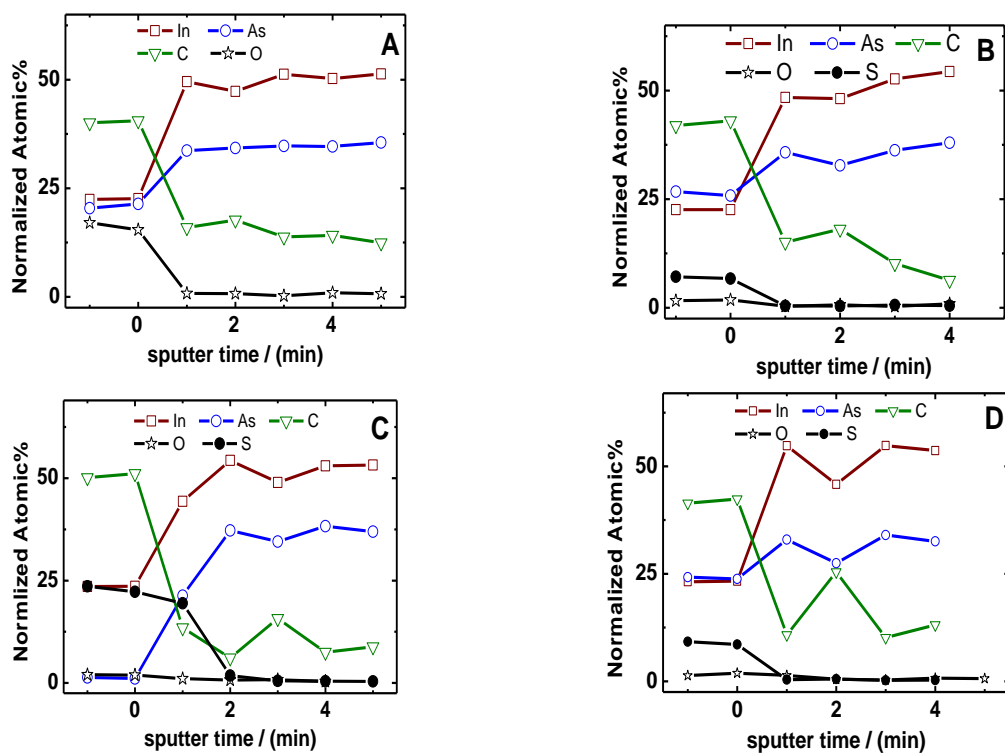 A
In As
C O
Normalized Atomic%
50
25
0
0 2 4
sputter time / (min)
B
In As C
O S
Normlized Atomic%
50
25
0
0 2 4
sputter time / (min)
C
In As C
O S
Normlized Atomic%
50
25
0
0 2 4
sputter time / (min)
D
In As C
O S
Normalized Atomic%
50
25
0
0 2 4
sputter time / (min)